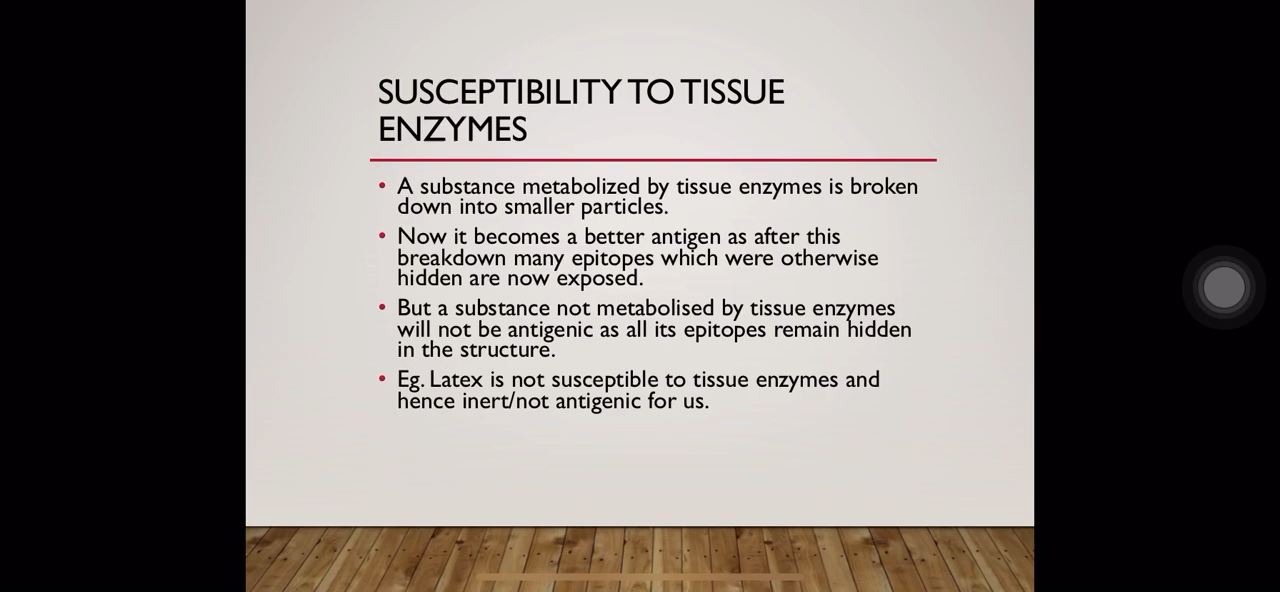 SUSCEPTIBILITY TO TISSUE
ENZYMES
• A substance metabolized by tissue enzymes is broken
down into smaller particles.
• Now it becomes a better antigen as after this
breakdown many epitopes which were otherwise
hidden are now exposed.
• But a substance not metabolised by tissue enzymes
will not be antigenic as all its epitopes remain hidden
in the structure.
• Eg. Latex is not susceptible to tissue enzymes and
hence inert/not antigenic for us.